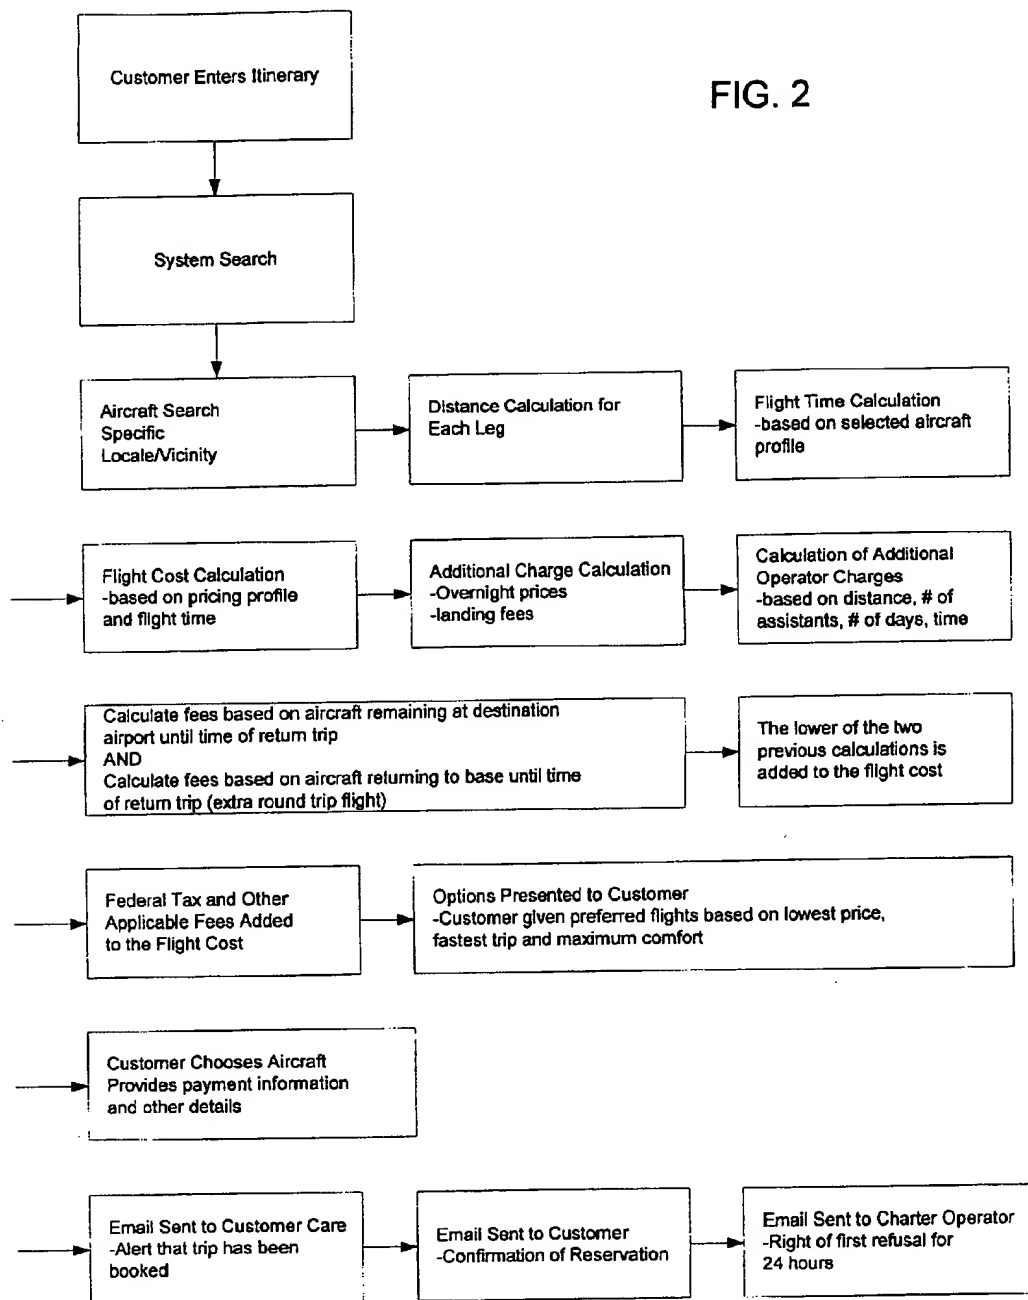 FIG. 2
Customer Enters Itinerary
System Search
Aircraft Search
Specific
Locale/Vicinity
Distance Calculation for
Each Leg
Flight Time Calculation
-based on selected aircraft
profile
Flight Cost Calculation
-based on pricing profile
and flight time
Additional Charge Calculation
-Overnight prices
-landing fees
Calculation of Additional
Operator Charges
-based on distance, # of
assistants, # of days, time
Calculate fees based on aircraft remaining at destination
airport until time of return trip
AND
Calculate fees based on aircraft returning to base until time
of return trip (extra round trip flight)
The lower of the two
previous calculations is
added to the flight cost
Federal Tax and Other
Applicable Fees Added
to the Flight Cost
Options Presented to Customer
-Customer given preferred flights based on lowest price,
fastest trip and maximum comfort
Customer Chooses Aircraft
Provides payment information
and other details
Email Sent to Customer Care
-Alert that trip has been
booked
Email Sent to Customer
-Confirmation of Reservation
Email Sent to Charter Operator
-Right of first refusal for
24 hours